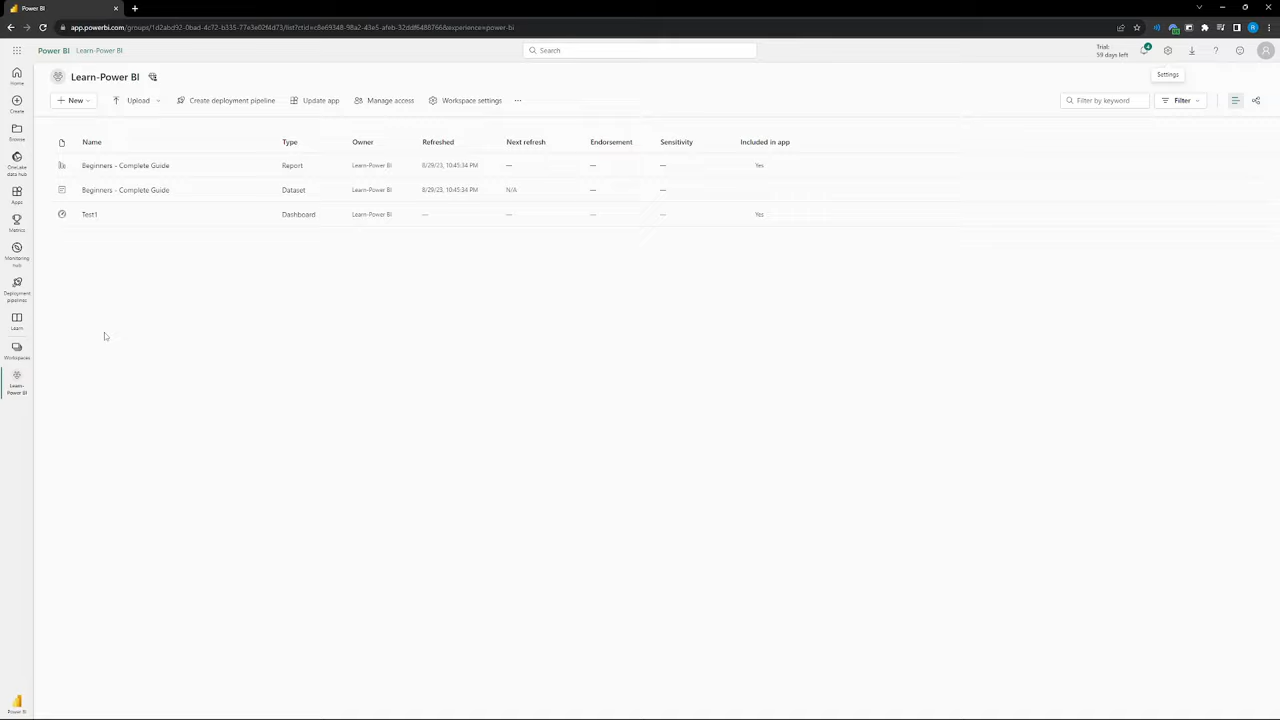 Power BI
app.powerbi.com/groups/1d2abd92-0bad-4c72-b335-77e3e02f4d73/list?ctid=c8e69348-98a2-43e5-afeb-32ddf6488766&experience=power-bi
Power BI Learn-Power BI
Search
Trial:
59 days left
4
Settings
Home
Create
Browse
OneLake
data hub
Apps
Metrics
Monitoring
hub
Deployment
pipelines
Learn
Workspaces
Learn-
Power BI
Power BI
Learn-Power BI
New Upload Create deployment pipeline Update app Manage access Workspace settings ... Filter by keyword Filter
Name Type Owner Refreshed Next refresh Endorsement Sensitivity Included in app
Beginners - Complete Guide Report Learn-Power BI 8/29/23, 10:45:34 PM — — — Yes
Beginners - Complete Guide Dataset Learn-Power BI 8/29/23, 10:45:34 PM N/A — —
Test1 Dashboard Learn-Power BI — — — — Yes